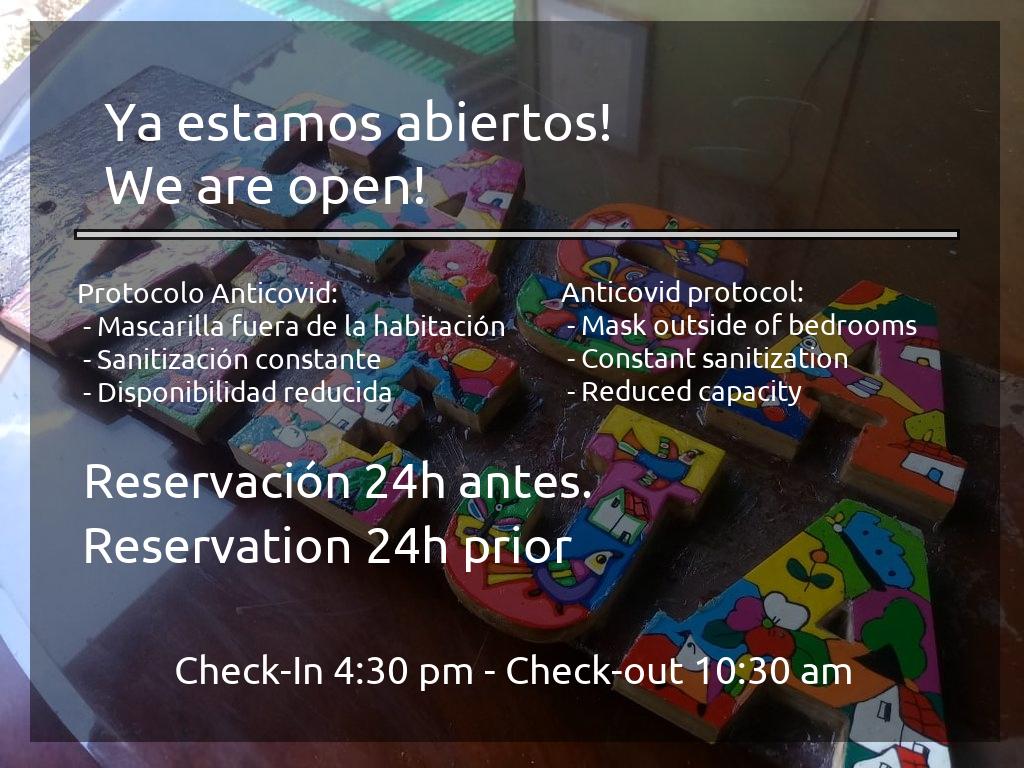 Ya estamos abiertos!
We are open!
Protocolo Anticovid:
- Mascarilla fuera de la habitación
- Sanitización constante
- Disponibilidad reducida
Anticovid protocol:
- Mask outside of bedrooms
- Constant sanitization
- Reduced capacity
Reservación 24h antes.
Reservation 24h prior
Check-In 4:30 pm - Check-out 10:30 am